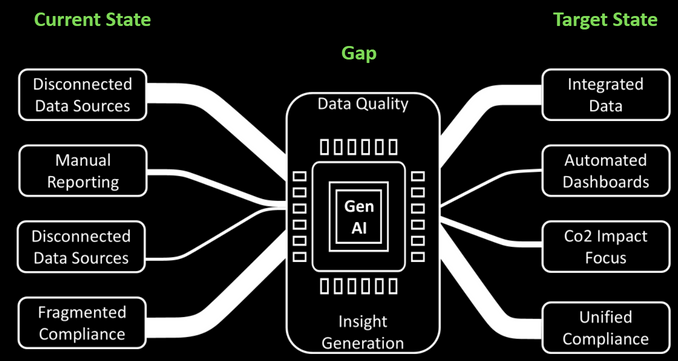 Current State
Target State
Gap
Disconnected
Data Sources
Manual
Reporting
Disconnected
Data Sources
Fragmented
Compliance
Data Quality
Gen
AI
Insight
Generation
Integrated
Data
Automated
Dashboards
Co2 Impact
Focus
Unified
Compliance